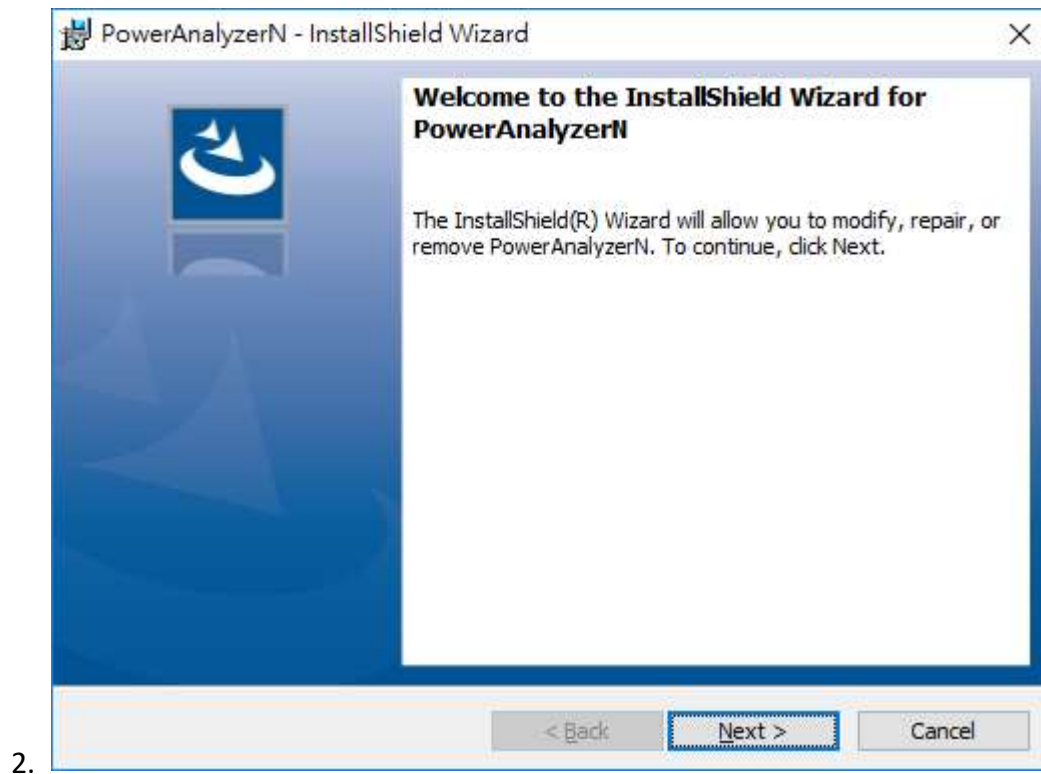 PowerAnalyzerN - InstallShield Wizard
Welcome to the InstallShield Wizard for
PowerAnalyzerN
The InstallShield(R) Wizard will allow you to modify, repair, or
remove PowerAnalyzerN. To continue, click Next.
< Back Next > Cancel
2.